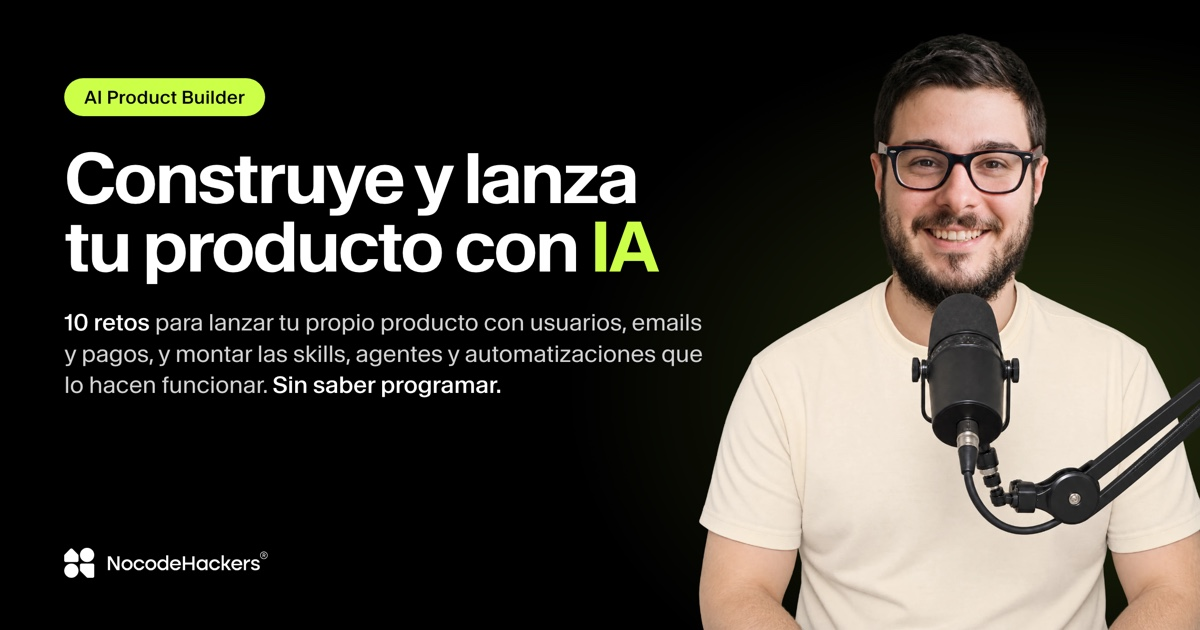 AI Product Builder
Construye y lanza
tu producto con IA
10 retos para lanzar tu propio producto con usuarios, emails
y pagos, y montar las skills, agentes y automatizaciones que
lo hacen funcionar. Sin saber programar.
NocodeHackers®